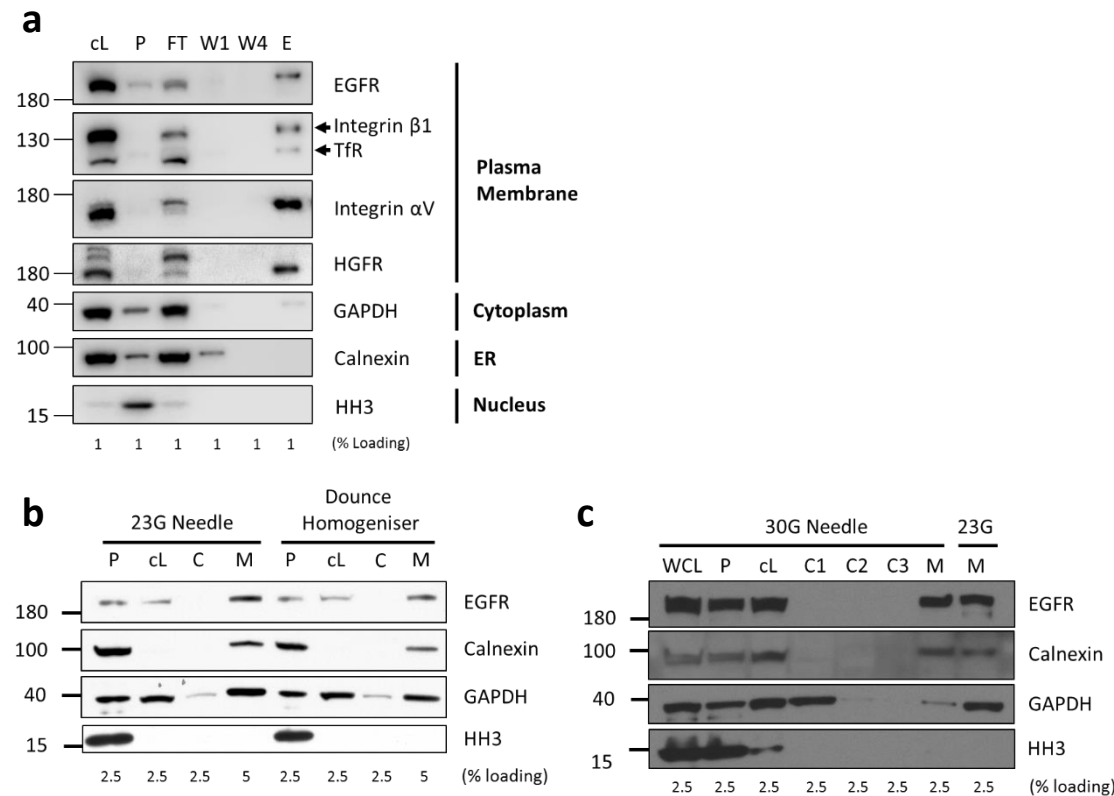 a
cL P FT W1 W4 E
180 EGFR
130 Integrin β1
TfR
Plasma
Membrane
180 Integrin αV
180 HGFR
40 GAPDH Cytoplasm
100 Calnexin ER
15 HH3 Nucleus
1 1 1 1 1 1 (% Loading)
b
23G Needle Dounce
Homogeniser
P cL C M P cL C M
180 EGFR
100 Calnexin
40 GAPDH
15 HH3
2.5 2.5 2.5 5 2.5 2.5 2.5 5 (% loading)
c
30G Needle 23G
WCL P cL C1 C2 C3 M M
180 EGFR
100 Calnexin
40 GAPDH
15 HH3
2.5 2.5 2.5 2.5 2.5 2.5 2.5 2.5 (% loading)